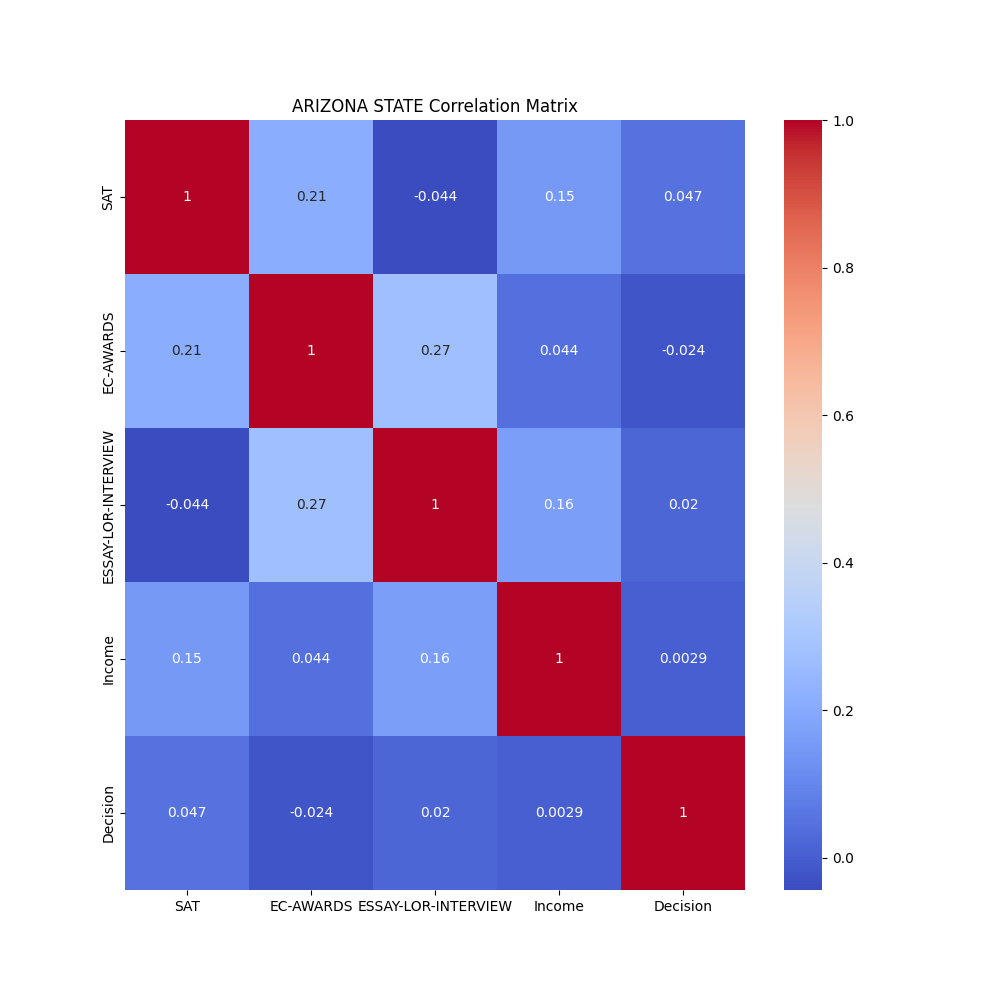 ARIZONA STATE Correlation Matrix
SAT 1 0.21 -0.044 0.15 0.047
EC-AWARDS 0.21 1 0.27 0.044 -0.024
ESSAY-LOR-INTERVIEW -0.044 0.27 1 0.16 0.02
Income 0.15 0.044 0.16 1 0.0029
Decision 0.047 -0.024 0.02 0.0029 1
SAT EC-AWARDS ESSAY-LOR-INTERVIEW Income Decision
1.0
0.8
0.6
0.4
0.2
0.0